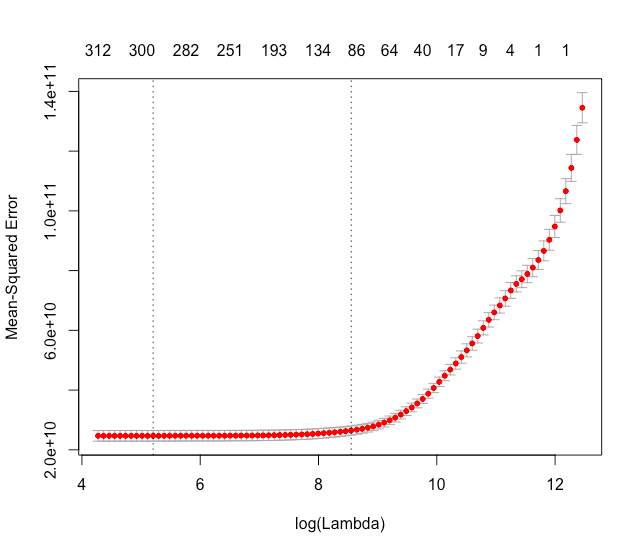 312 300 282 251 193 134 86 64 40 17 9 4 1 1
1.4e+11
1.0e+11
6.0e+10
2.0e+10
Mean-Squared Error
4 6 8 10 12
log(Lambda)